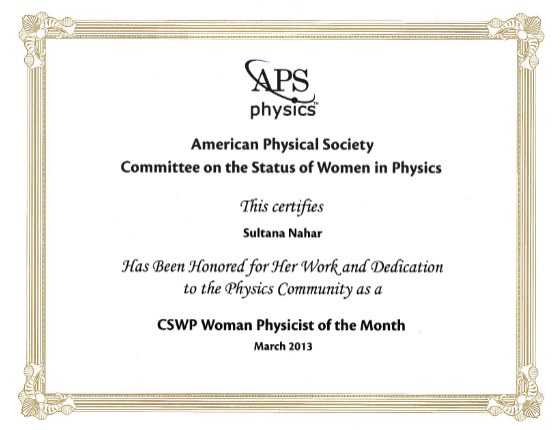 APS
physics™
American Physical Society
Committee on the Status of Women in Physics
This certifies
Sultana Nahar
Has Been Honored for Her Work and Dedication
to the Physics Community as a
CSWP Woman Physicist of the Month
March 2013